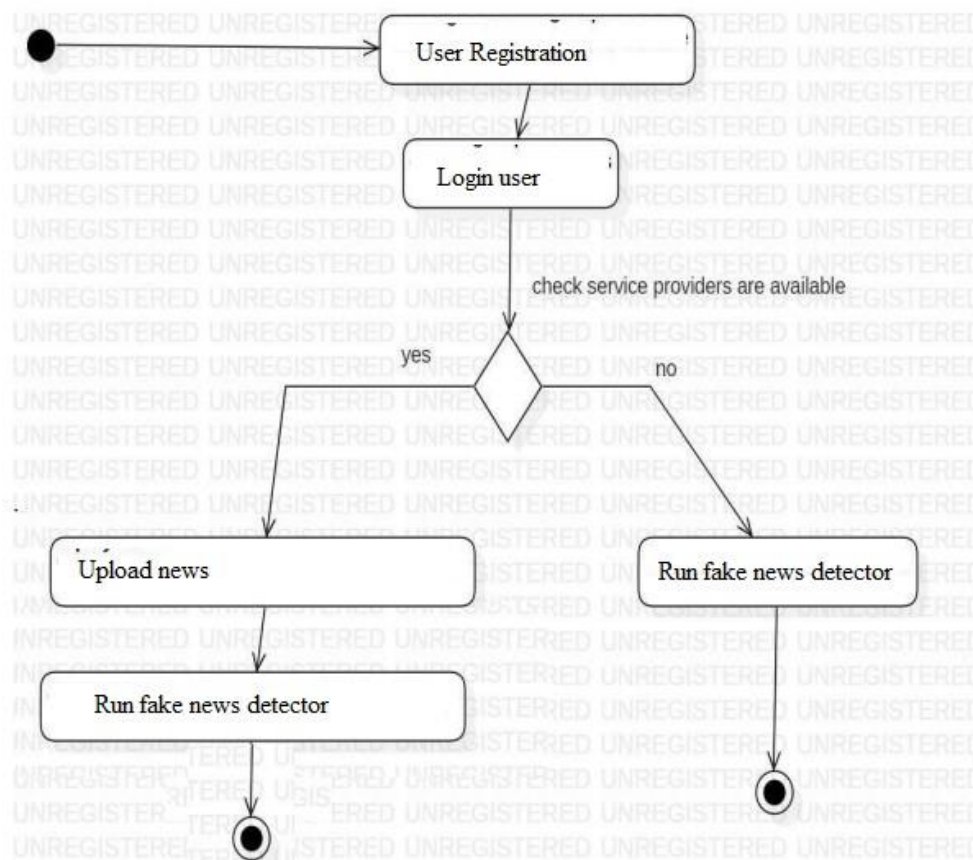 User Registration
Login user
check service providers are available
yes
no
Upload news
Run fake news detector
Run fake news detector